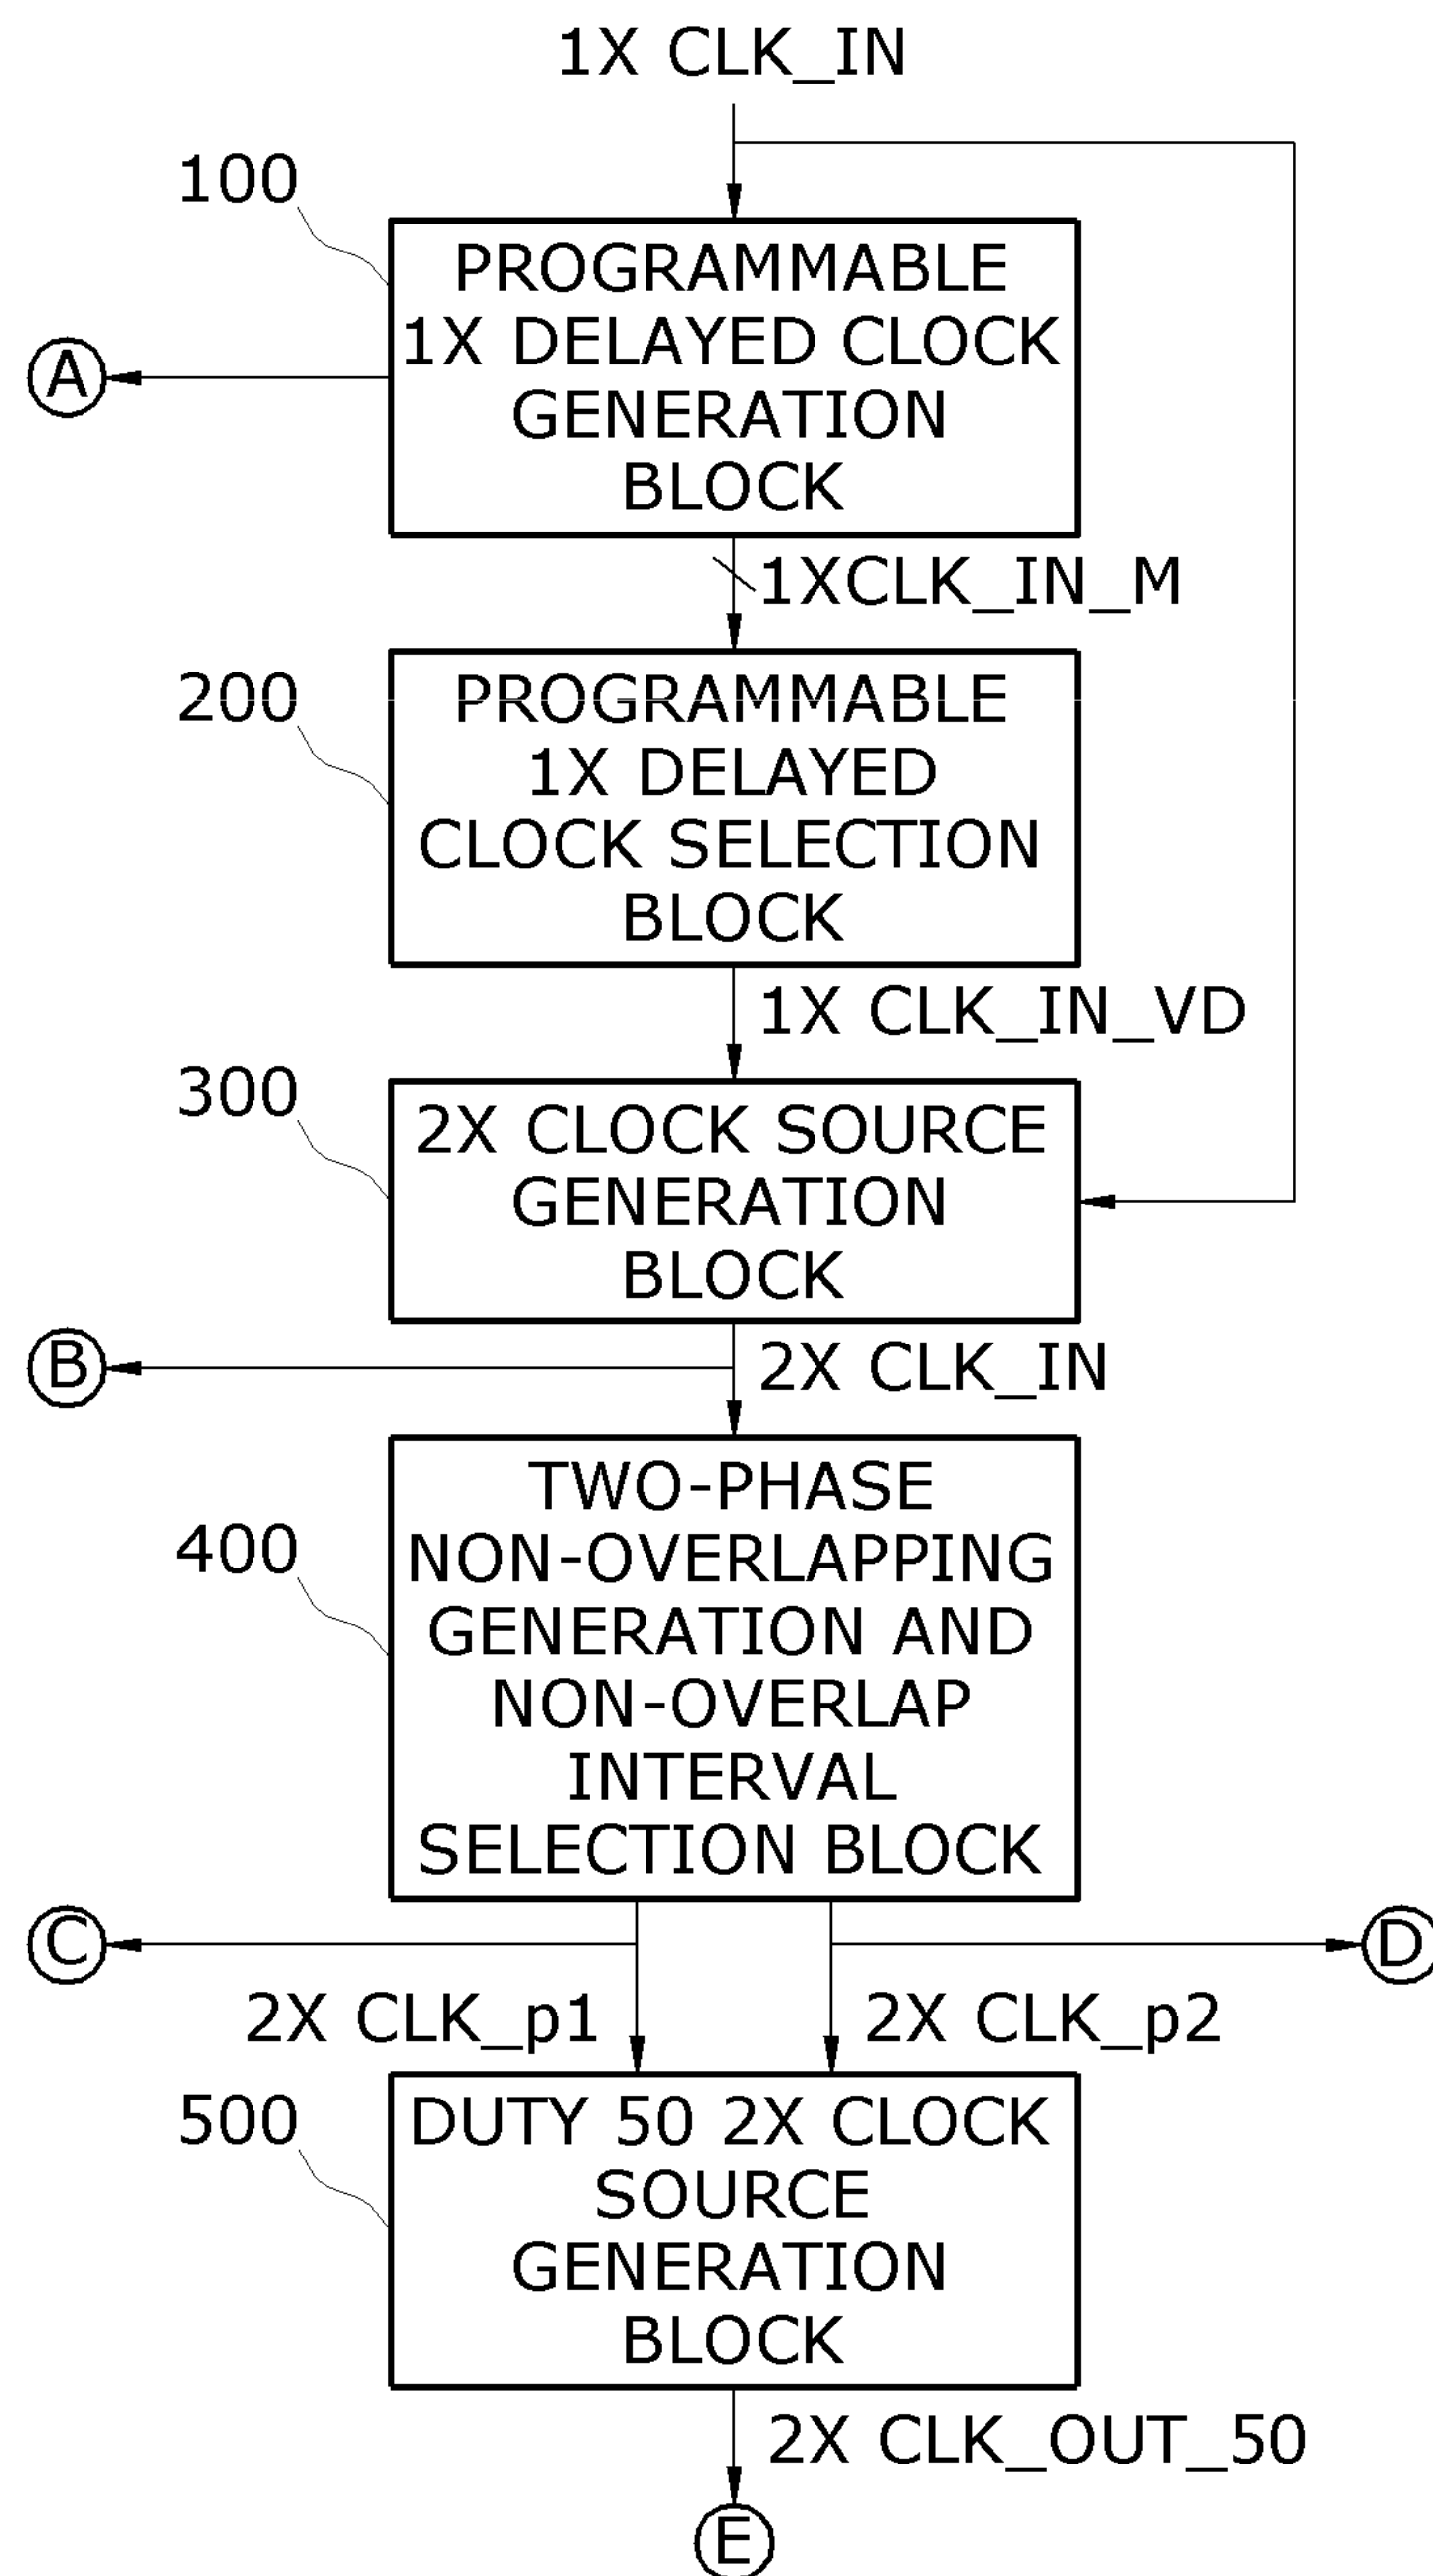 1X CLK_IN
100
PROGRAMMABLE
1X DELAYED CLOCK
GENERATION
BLOCK
A
1XCLK_IN_M
200
PROGRAMMABLE
1X DELAYED
CLOCK SELECTION
BLOCK
1X CLK_IN_VD
300
2X CLOCK SOURCE
GENERATION
BLOCK
B
2X CLK_IN
400
TWO-PHASE
NON-OVERLAPPING
GENERATION AND
NON-OVERLAP
INTERVAL
SELECTION BLOCK
C
D
2X CLK_p1
2X CLK_p2
500
DUTY 50 2X CLOCK
SOURCE
GENERATION
BLOCK
2X CLK_OUT_50
E